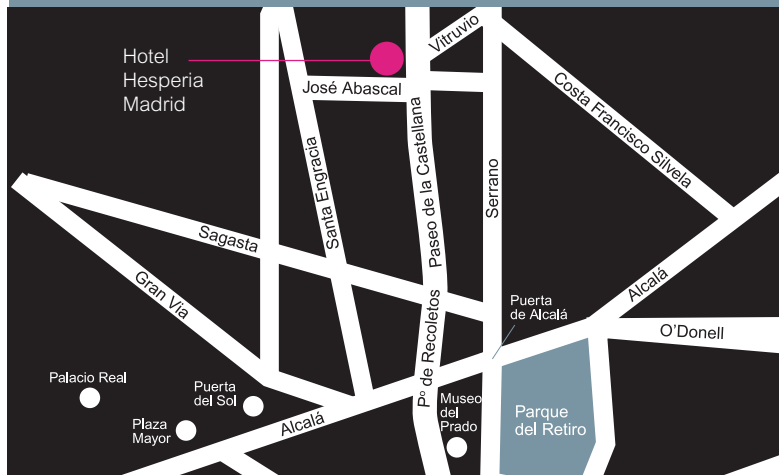 Hotel
Hesperia
Madrid
Vitruvio
José Abascal
Costa Francisco Silvela
Santa Engracia
Paseo de la Castellana
Serrano
Sagasta
Gran Via
Alcalá
Puerta
de Alcalá
Pº de Recoletos
O'Donell
Palacio Real
Puerta
del Sol
Plaza
Mayor
Alcalá
Museo
del
Prado
Parque
del Retiro